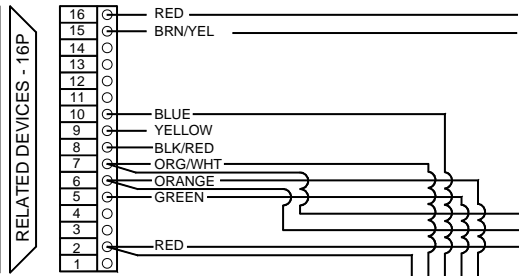 RELATED DEVICES - 16P
16 RED
15 BRN/YEL
14
13
12
11
10 BLUE
9 YELLOW
8 BLK/RED
7 ORG/WHT
6 ORANGE
5 GREEN
4
3
2 RED
1